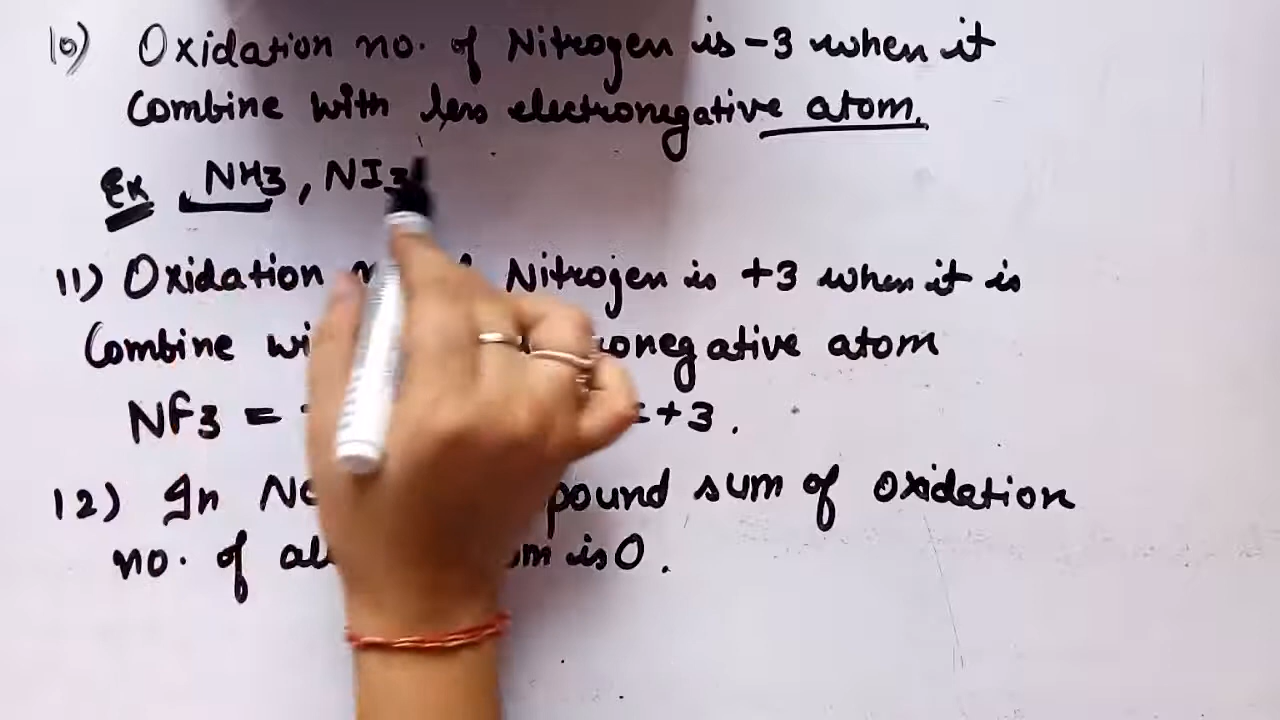 10) Oxidation no. of Nitrogen is -3 when it
Combine with less electronegative atom.
Ex NH3, NI3
11) Oxidation Nitrogen is +3 when it is
Combine atom
NF3 = = +3.
12) In sum of oxidation
no. of is 0.